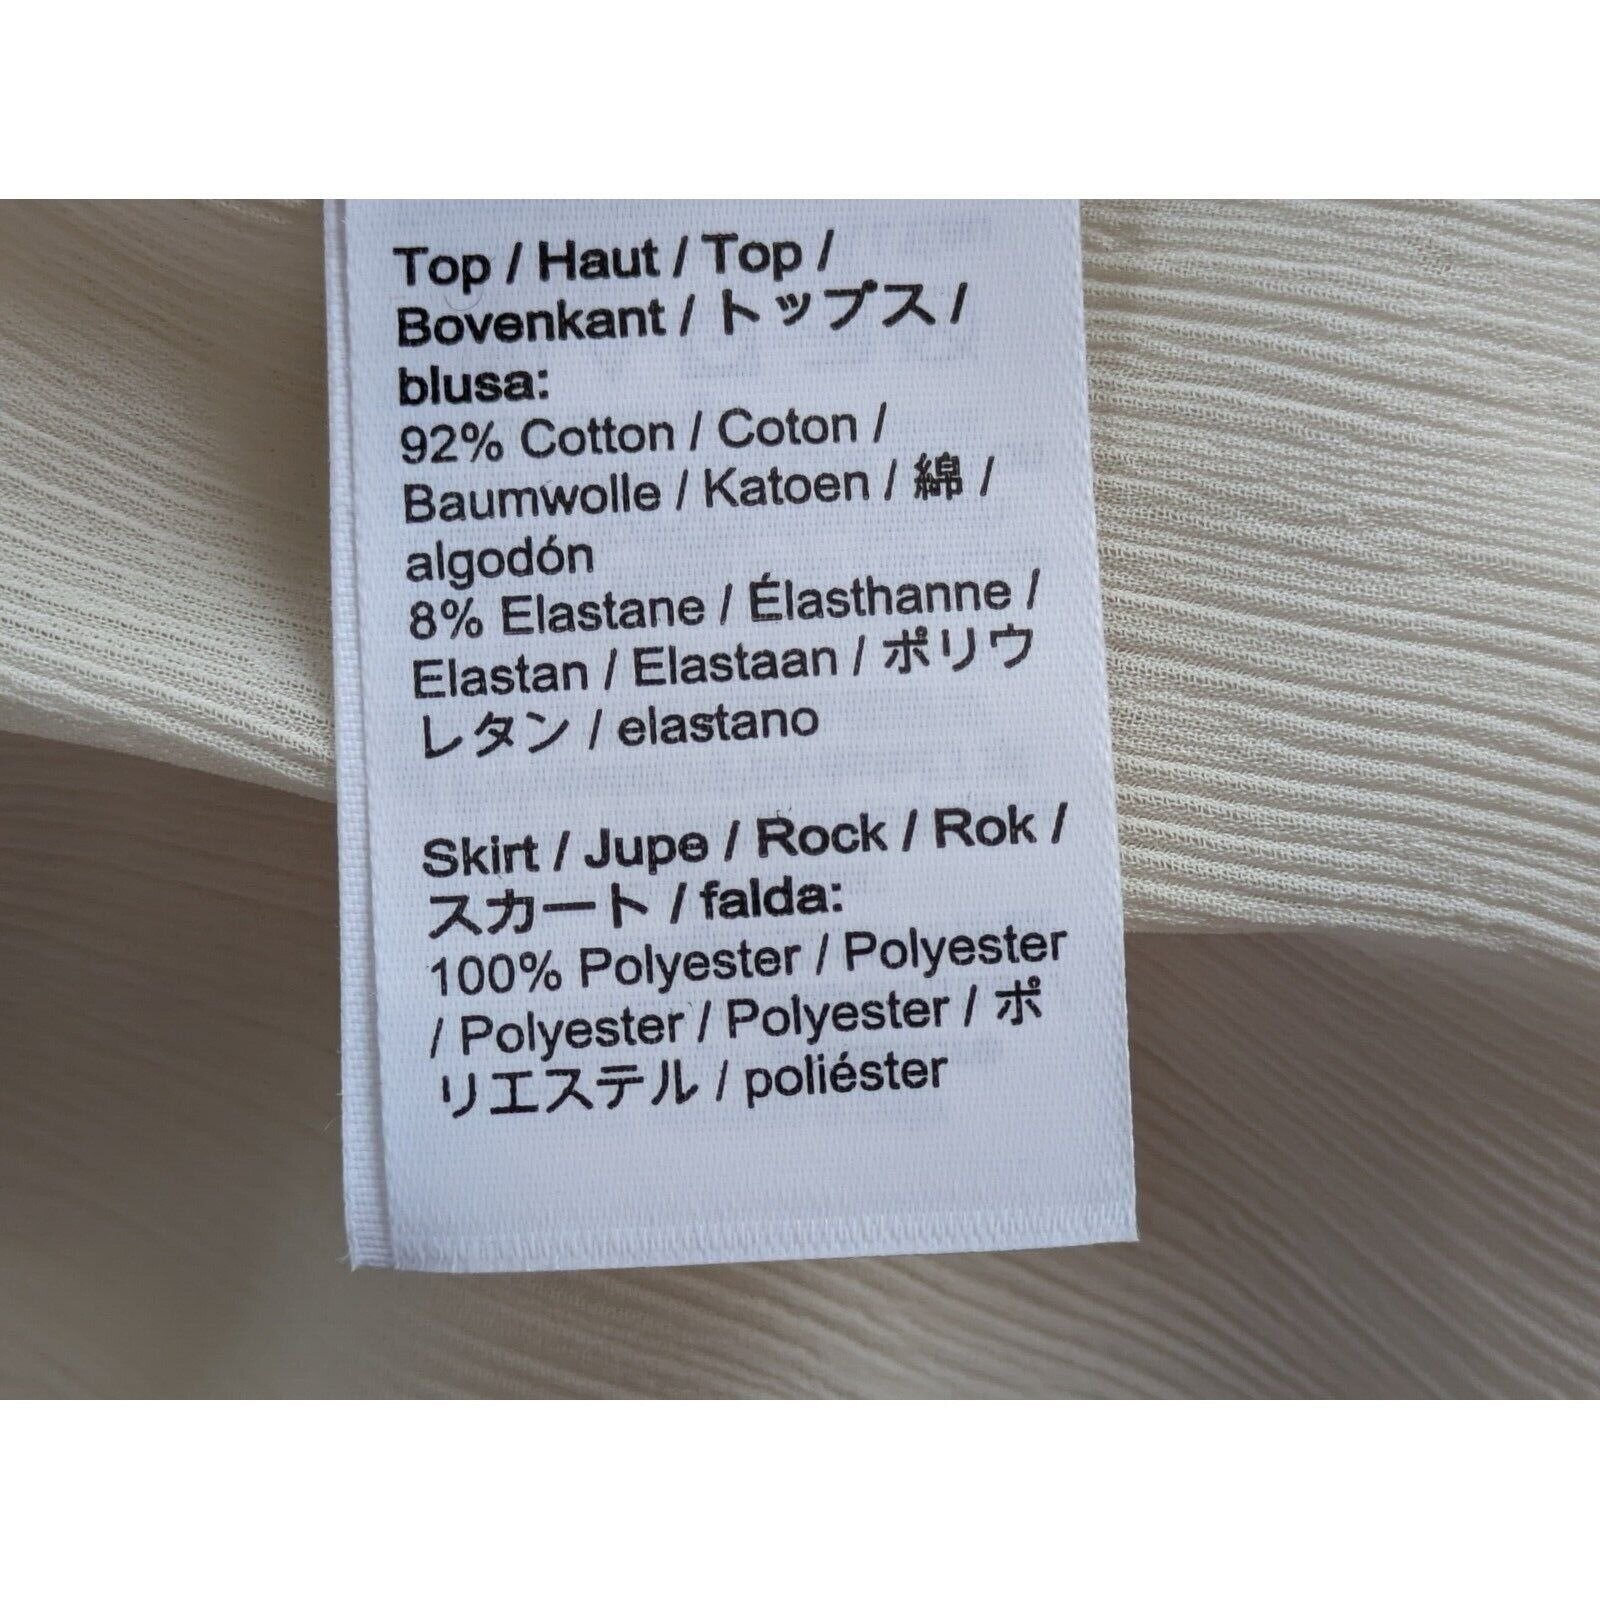 Top / Haut / Top /
Bovenkant / トップス /
blusa:
92% Cotton / Coton /
Baumwolle / Katoen / 綿 /
algodón
8% Elastane / Élasthanne /
Elastan / Elastaan / ポリウ
レタン / elastano
Skirt / Jupe / Rock / Rok /
スカート / falda:
100% Polyester / Polyester
/ Polyester / Polyester / ポ
リエステル / poliéster